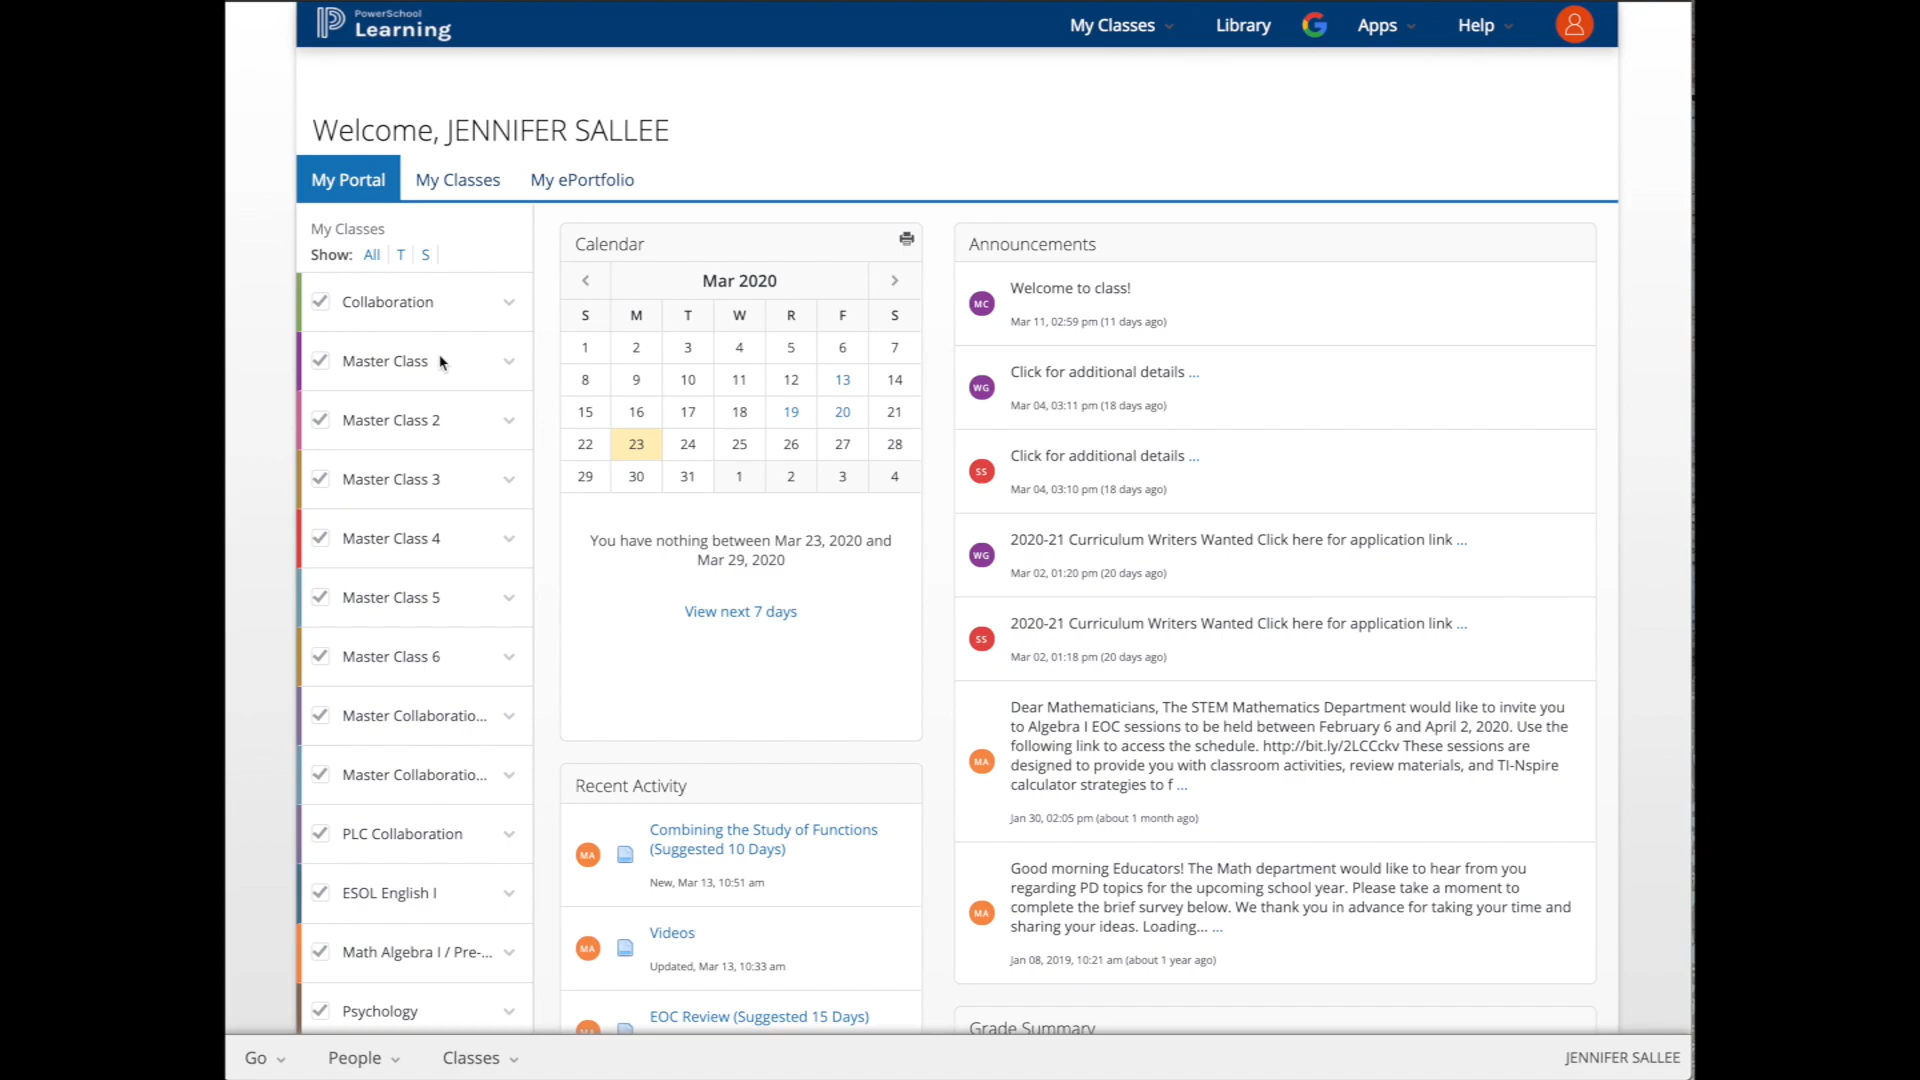 PowerSchool
Learning
My Classes
Library
Apps
Help
Welcome, JENNIFER SALLEE
My Portal
My Classes
My ePortfolio
My Classes
Show: All T S
Collaboration
Master Class
Master Class 2
Master Class 3
Master Class 4
Master Class 5
Master Class 6
Master Collaboratio...
Master Collaboratio...
PLC Collaboration
ESOL English I
Math Algebra I / Pre-...
Psychology
Calendar
Mar 2020
S M T W R F S
1 2 3 4 5 6 7
8 9 10 11 12 13 14
15 16 17 18 19 20 21
22 23 24 25 26 27 28
29 30 31 1 2 3 4
You have nothing between Mar 23, 2020 and
Mar 29, 2020
View next 7 days
Recent Activity
MA
Combining the Study of Functions
(Suggested 10 Days)
New, Mar 13, 10:51 am
MA
Videos
Updated, Mar 13, 10:33 am
MA
EOC Review (Suggested 15 Days)
Announcements
MC
Welcome to class!
Mar 11, 02:59 pm (11 days ago)
WG
Click for additional details ...
Mar 04, 03:11 pm (18 days ago)
SS
Click for additional details ...
Mar 04, 03:10 pm (18 days ago)
WG
2020-21 Curriculum Writers Wanted Click here for application link ...
Mar 02, 01:20 pm (20 days ago)
SS
2020-21 Curriculum Writers Wanted Click here for application link ...
Mar 02, 01:18 pm (20 days ago)
MA
Dear Mathematicians, The STEM Mathematics Department would like to invite you
to Algebra I EOC sessions to be held between February 6 and April 2, 2020. Use the
following link to access the schedule. http://bit.ly/2LCCckv These sessions are
designed to provide you with classroom activities, review materials, and TI-Nspire
calculator strategies to f ...
Jan 30, 02:05 pm (about 1 month ago)
MA
Good morning Educators! The Math department would like to hear from you
regarding PD topics for the upcoming school year. Please take a moment to
complete the brief survey below. We thank you in advance for taking your time and
sharing your ideas. Loading... ...
Jan 08, 2019, 10:21 am (about 1 year ago)
Grade Summary
Go
People
Classes
JENNIFER SALLEE